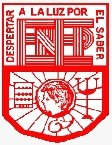 DESPERTAR A LA LUZ POR EL SABER
ENP